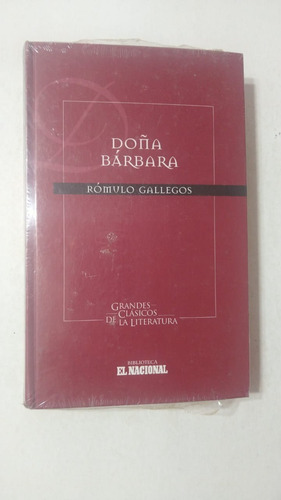 DOÑA
BÁRBARA
RÓMULO GALLEGOS
GRANDES
CLÁSICOS
DE LA LITERATURA
BIBLIOTECA
EL NACIONAL